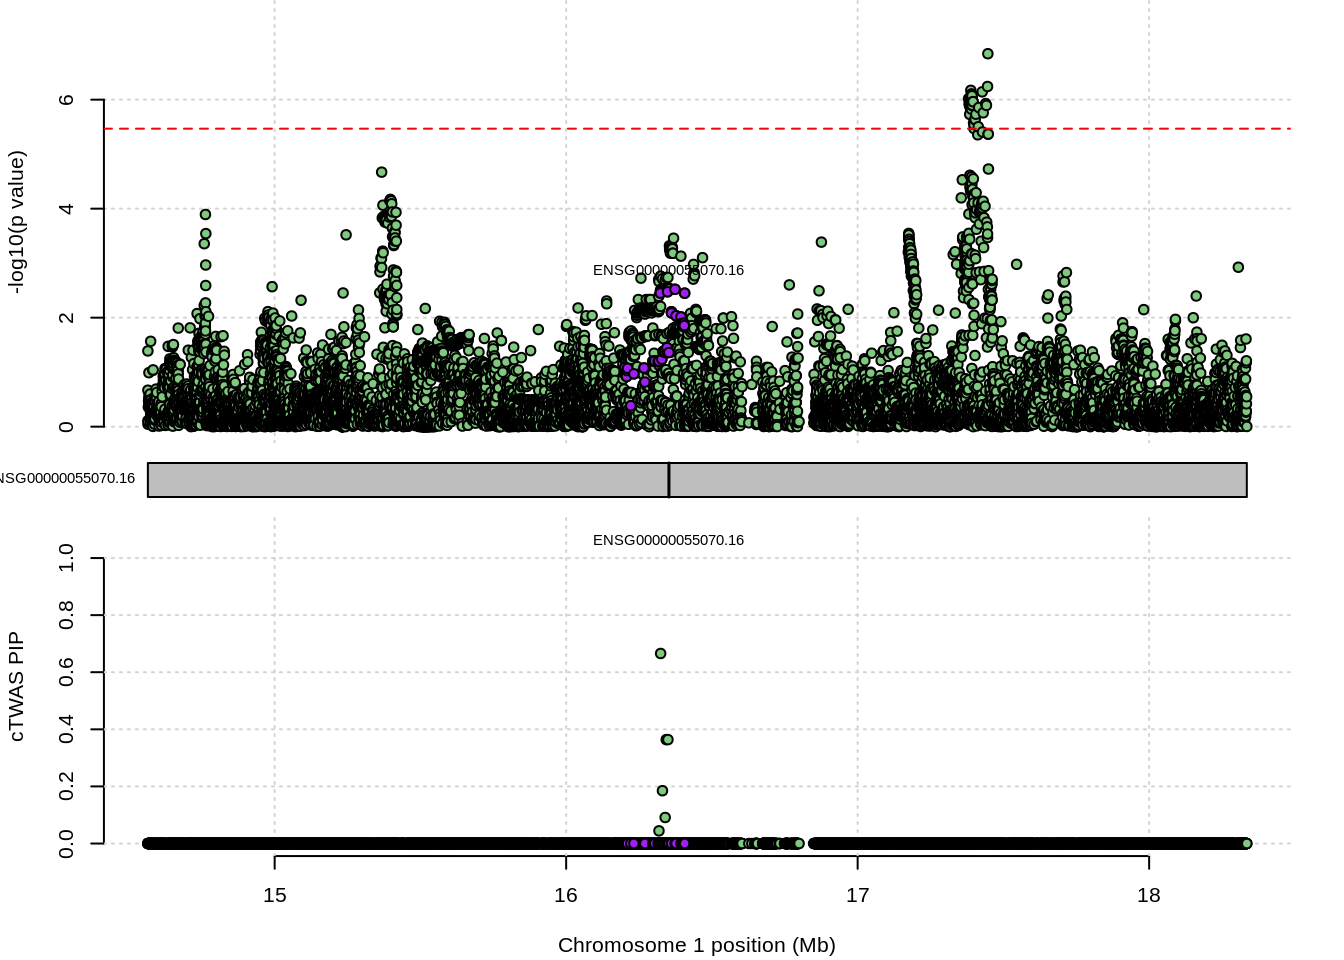 6
4
2
0
-log10(p value)
ENSG00000055070.16
NSG00000055070.16
ENSG00000055070.16
1.0
0.8
0.6
0.4
0.2
0.0
cTWAS PIP
15 16 17 18
Chromosome 1 position (Mb)